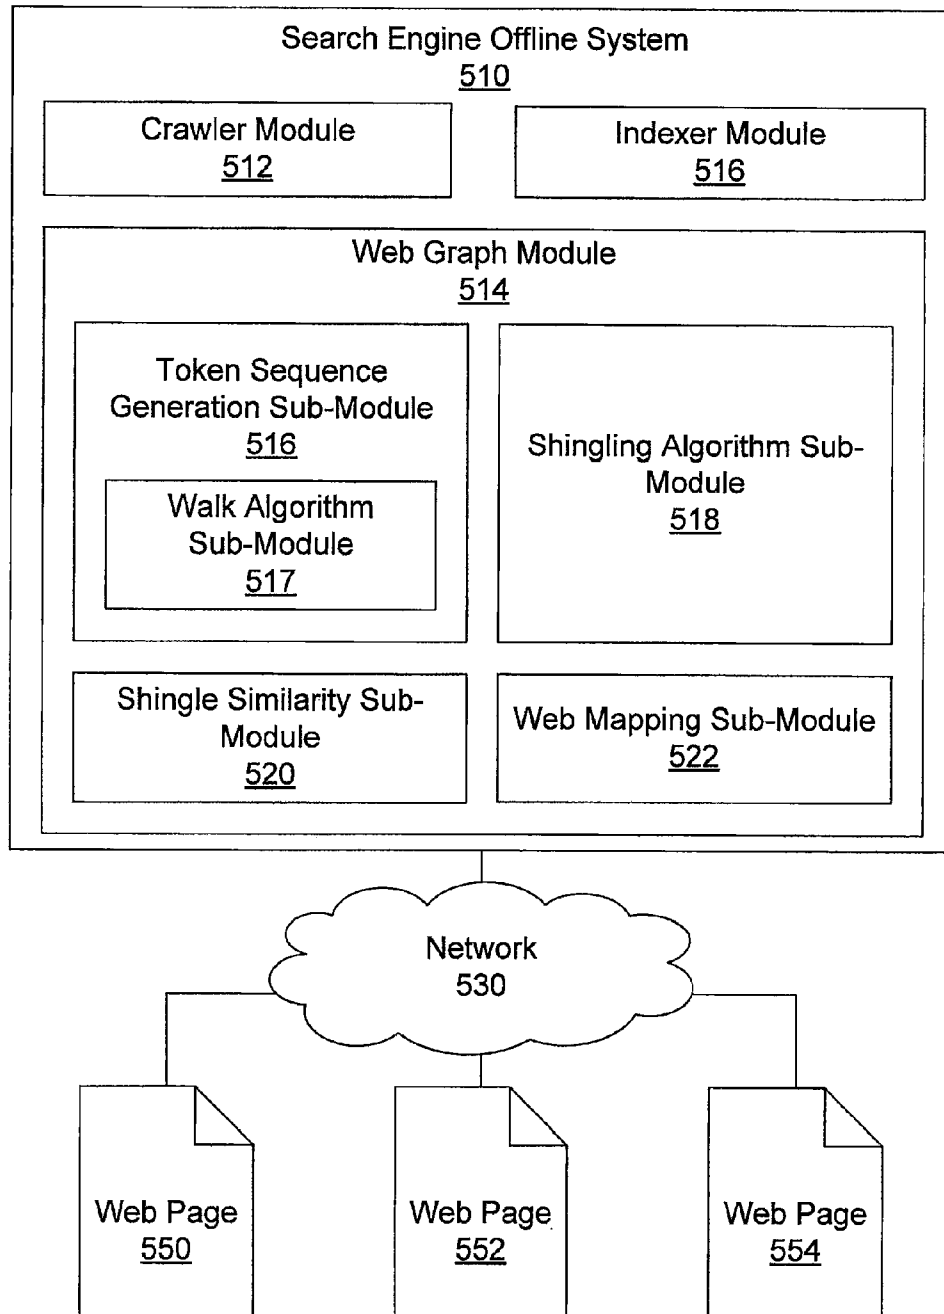 Search Engine Offline System
510
Crawler Module
512
Indexer Module
516
Web Graph Module
514
Token Sequence
Generation Sub-Module
516
Walk Algorithm
Sub-Module
517
Shingling Algorithm Sub-
Module
518
Shingle Similarity Sub-
Module
520
Web Mapping Sub-Module
522
Network
530
Web Page
550
Web Page
552
Web Page
554